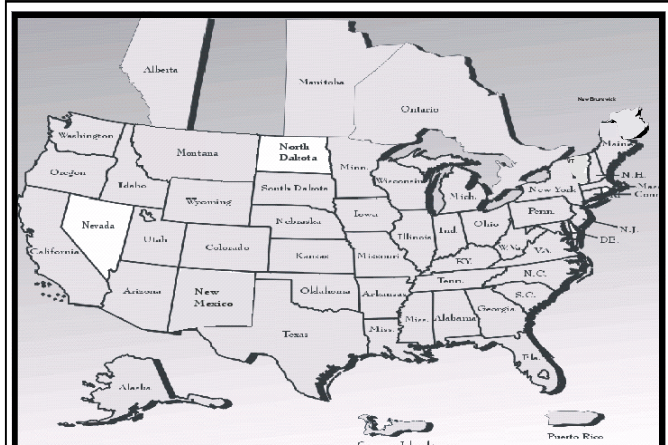 Alberta
Manitoba
Ontario
New Brunswick
Washington
Oregon
Idaho
Montana
North
Dakota
South Dakota
Wyoming
Nebraska
Nevada
California
Utah
Colorado
Kansas
Arizona
New
Mexico
Oklahoma
Texas
Minn.
Iowa
Missouri
Arkansas
Miss.
Wisconsin
Illinois
Mich.
Ind.
Ohio
KY.
Tenn.
Miss.
Alabama
Georgia
Fla.
S.C.
N.C.
VA.
W.Va
Penn.
New York
VT
Maine
N.H.
N.J.
DE.
Alaska
Puerto Rico